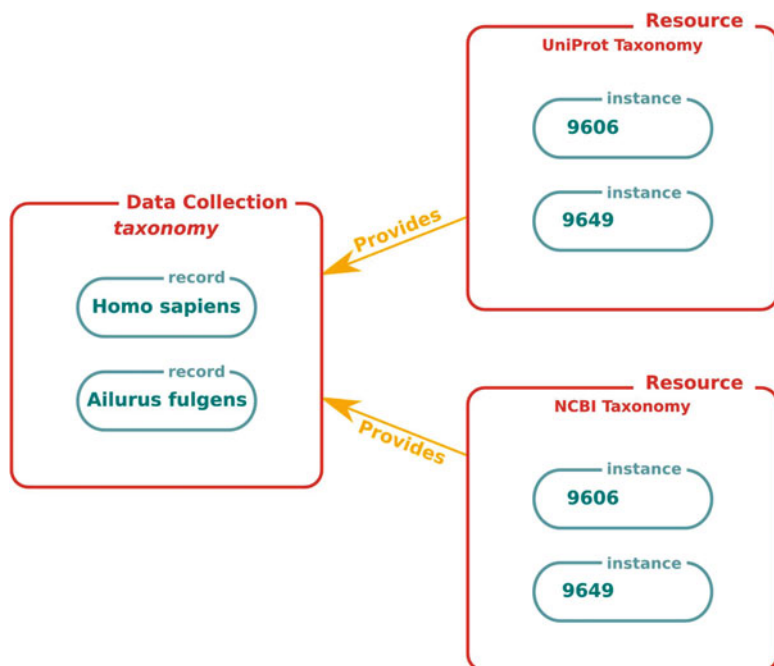 Resource
UniProt Taxonomy
instance
9606
instance
9649
Provides
Data Collection
taxonomy
record
Homo sapiens
record
Ailurus fulgens
Provides
Resource
NCBI Taxonomy
instance
9606
instance
9649